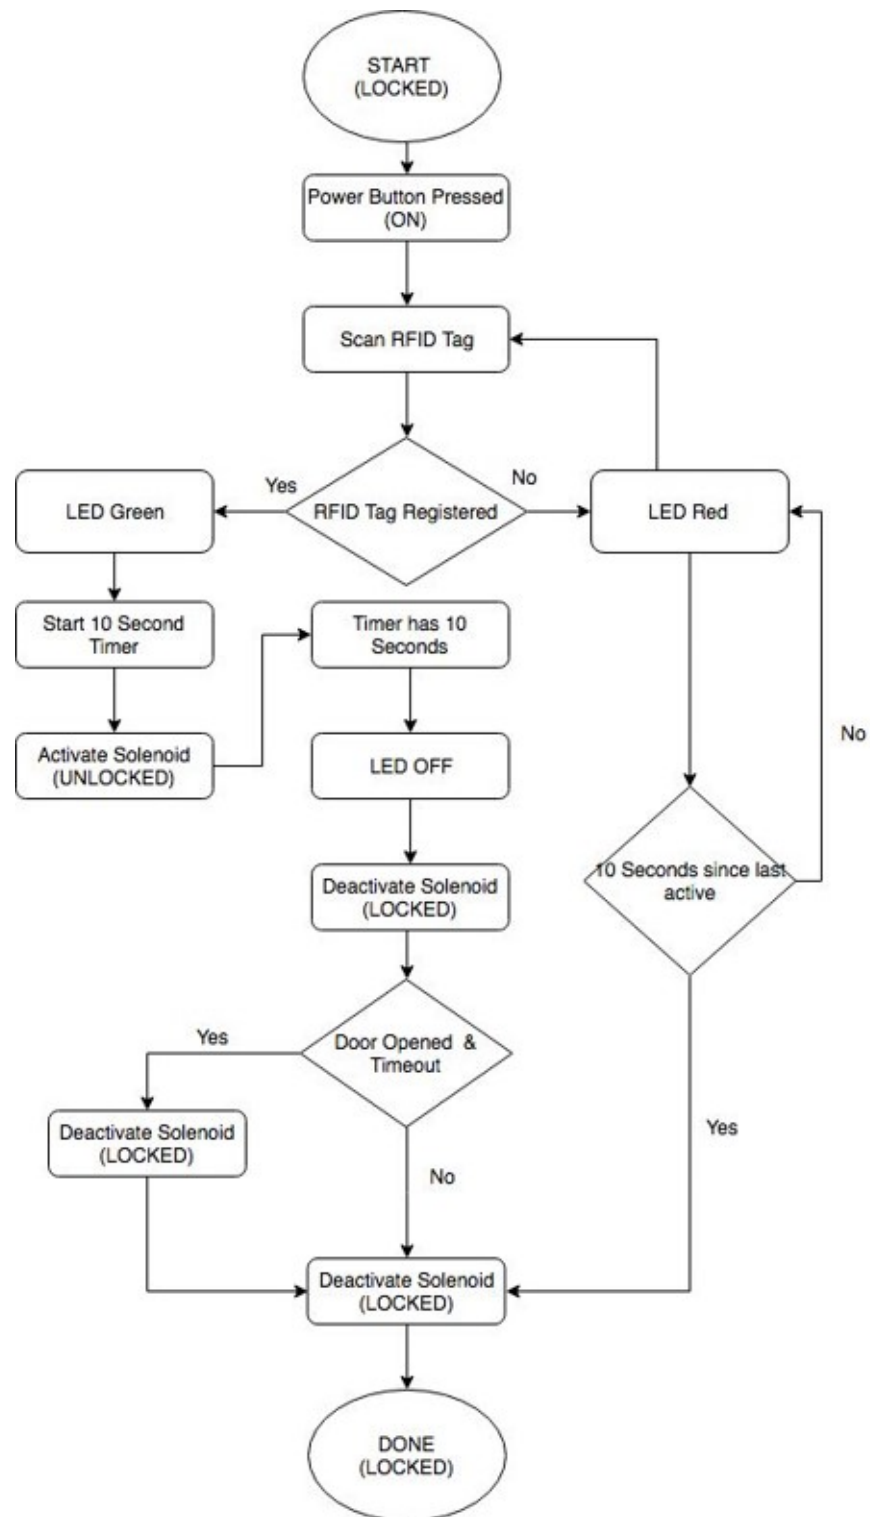 START
(LOCKED)
Power Button Pressed
(ON)
Scan RFID Tag
Yes
No
LED Green
RFID Tag Registered
LED Red
Start 10 Second
Timer
Timer has 10
Seconds
Activate Solenoid
(UNLOCKED)
LED OFF
No
Deactivate Solenoid
(LOCKED)
10 Seconds since last
active
Yes
Door Opened &
Timeout
Deactivate Solenoid
(LOCKED)
Yes
No
Deactivate Solenoid
(LOCKED)
DONE
(LOCKED)